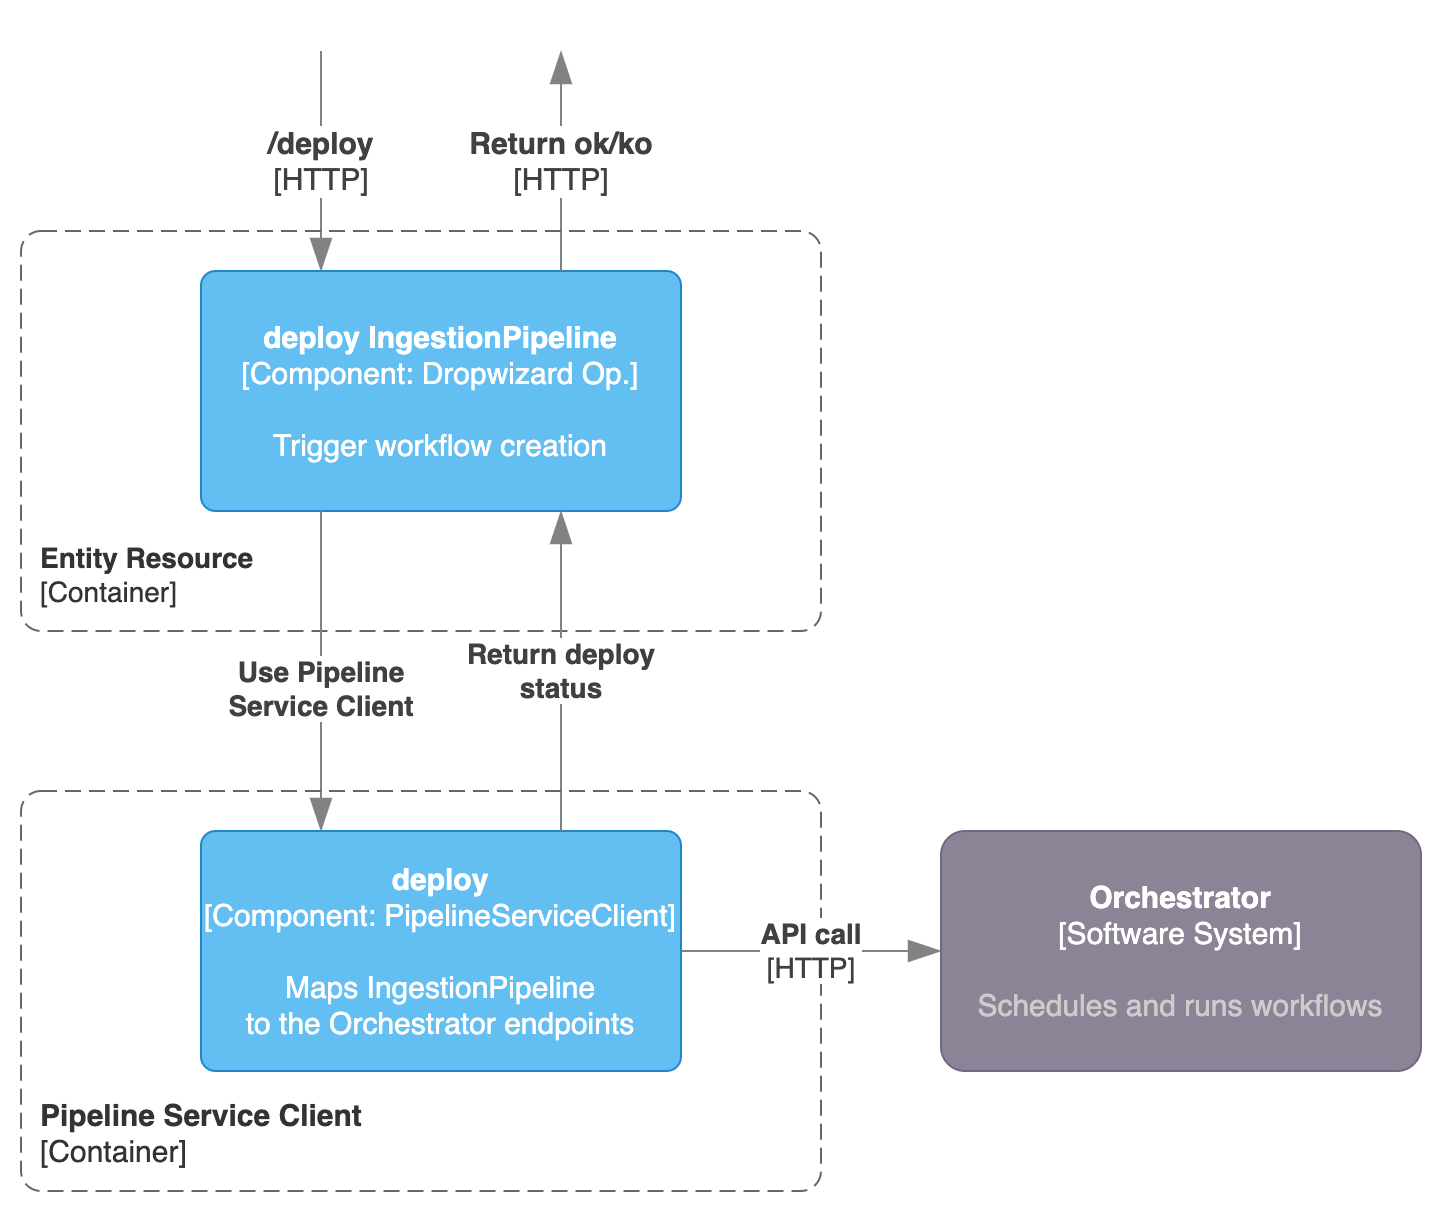 /deploy
[HTTP]
Return ok/ko
[HTTP]
deploy IngestionPipeline
[Component: Dropwizard Op.]
Trigger workflow creation
Entity Resource
[Container]
Use Pipeline
Service Client
Return deploy
status
deploy
[Component: PipelineServiceClient]
Maps IngestionPipeline
to the Orchestrator endpoints
API call
[HTTP]
Orchestrator
[Software System]
Schedules and runs workflows
Pipeline Service Client
[Container]